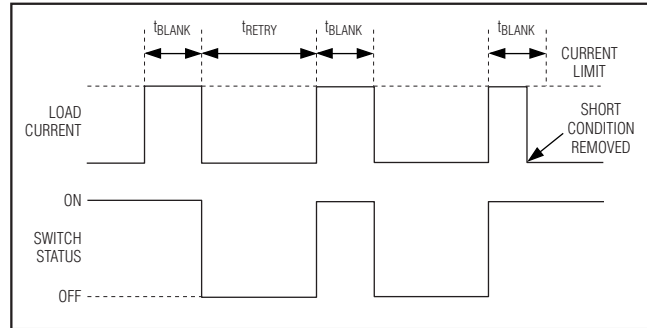 tBLANK
tRETRY
tBLANK
tBLANK
CURRENT
LIMIT
LOAD
CURRENT
SHORT
CONDITION
REMOVED
ON
SWITCH
STATUS
OFF